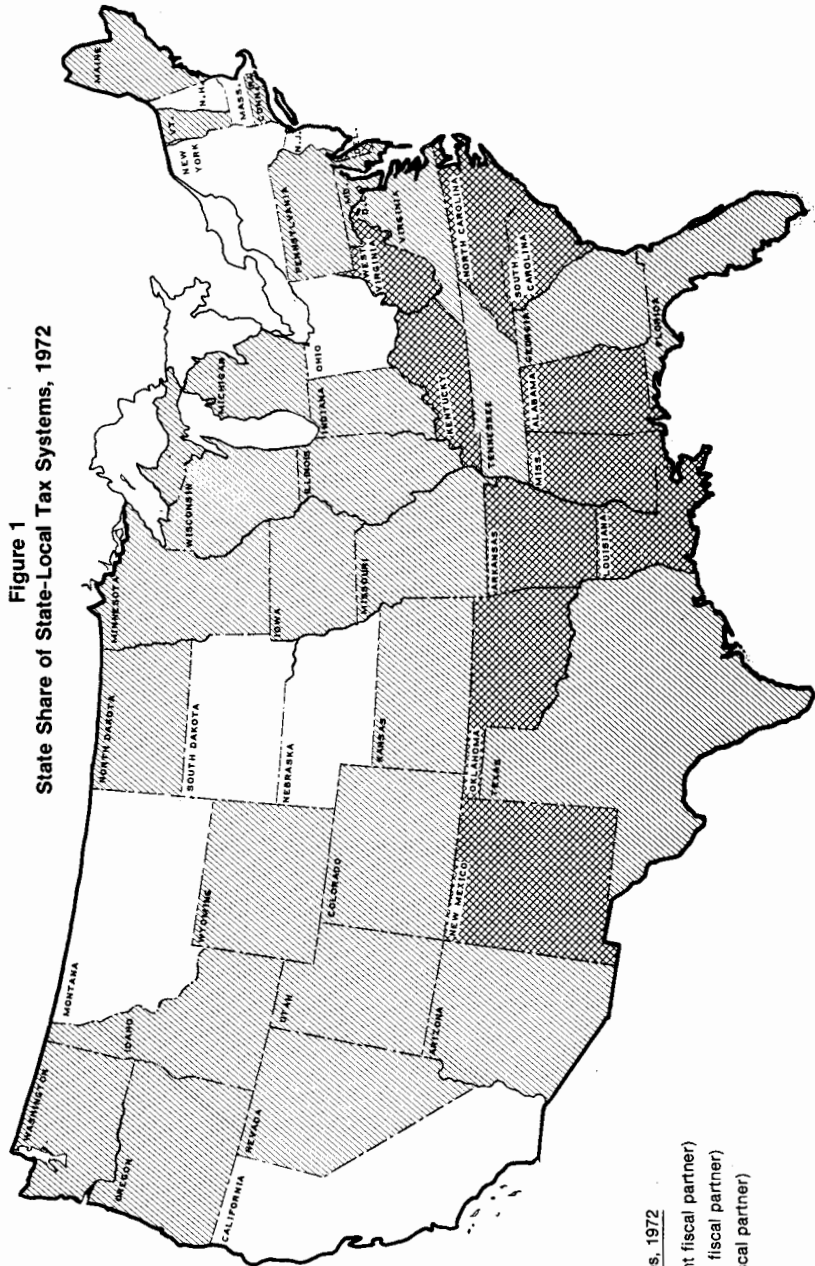 Figure 1
State Share of State-Local Tax Systems, 1972
WASHINGTON
OREGON
CALIFORNIA
NEVADA
IDAHO
MONTANA
WYOMING
UTAH
ARIZONA
COLORADO
NEW MEXICO
NORTH DAKOTA
SOUTH DAKOTA
NEBRASKA
KANSAS
OKLAHOMA
TEXAS
MINNESOTA
IOWA
MISSOURI
ARKANSAS
LOUISIANA
WISCONSIN
ILLINOIS
MICHIGAN
INDIANA
OHIO
KENTUCKY
TENNESSEE
MISS.
ALABAMA
GEORGIA
FLORIDA
SOUTH
CAROLINA
NORTH CAROLINA
VIRGINIA
WEST
VIRGINIA
MD.
PENNSYLVANIA
N.J.
NEW
YORK
VT.
N.H.
MAINE
MASS.
CONN.
s, 1972
t fiscal partner)
fiscal partner)
cal partner)